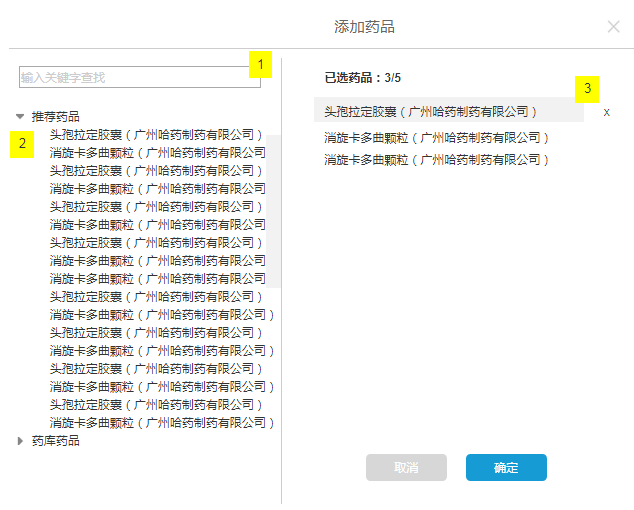 添加药品
1
输入关键字查找
已选药品：3/5
3
推荐药品
头孢拉定胶囊（广州哈药制药有限公司）
x
2
头孢拉定胶囊（广州哈药制药有限公司）
消旋卡多曲颗粒（广州哈药制药有限公司
消旋卡多曲颗粒（广州哈药制药有限公司）
消旋卡多曲颗粒（广州哈药制药有限公司）
头孢拉定胶囊（广州哈药制药有限公司）
消旋卡多曲颗粒（广州哈药制药有限公司
头孢拉定胶囊（广州哈药制药有限公司）
消旋卡多曲颗粒（广州哈药制药有限公司
头孢拉定胶囊（广州哈药制药有限公司）
消旋卡多曲颗粒（广州哈药制药有限公司
消旋卡多曲颗粒（广州哈药制药有限公司
头孢拉定胶囊（广州哈药制药有限公司）
消旋卡多曲颗粒（广州哈药制药有限公司）
头孢拉定胶囊（广州哈药制药有限公司）
消旋卡多曲颗粒（广州哈药制药有限公司）
头孢拉定胶囊（广州哈药制药有限公司）
消旋卡多曲颗粒（广州哈药制药有限公司）
头孢拉定胶囊（广州哈药制药有限公司）
消旋卡多曲颗粒（广州哈药制药有限公司）
药库药品
取消
确定